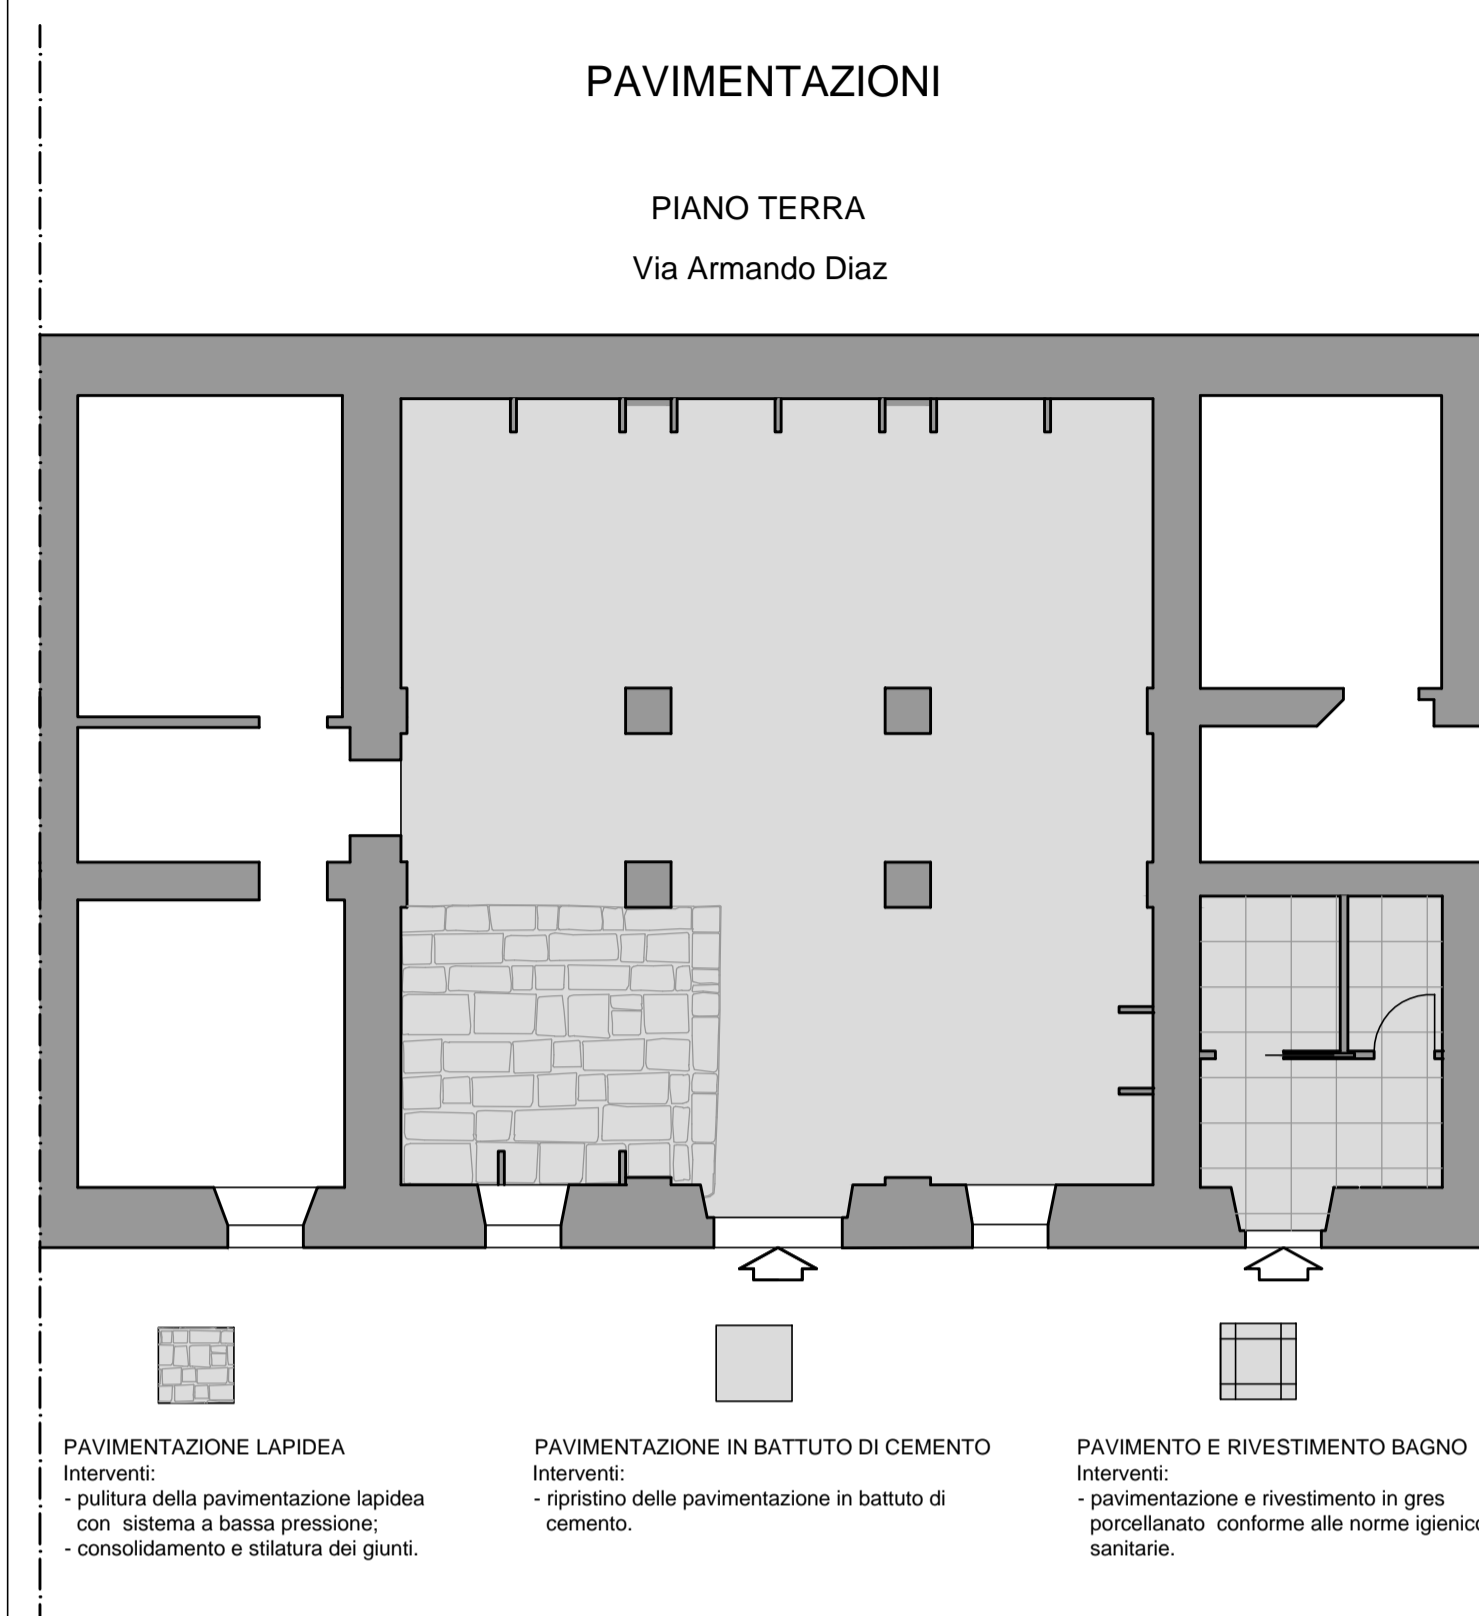 PAVIMENTAZIONI
PIANO TERRA
Via Armando Diaz
PAVIMENTAZIONE LAPIDEA
Interventi:
- pulitura della pavimentazione lapidea
con sistema a bassa pressione;
- consolidamento e stilatura dei giunti.
PAVIMENTAZIONE IN BATTUTO DI CEMENTO
Interventi:
- ripristino delle pavimentazione in battuto di
cemento.
PAVIMENTO E RIVESTIMENTO BAGNO
Interventi:
- pavimentazione e rivestimento in gres
porcellanato conforme alle norme igienico
sanitarie.